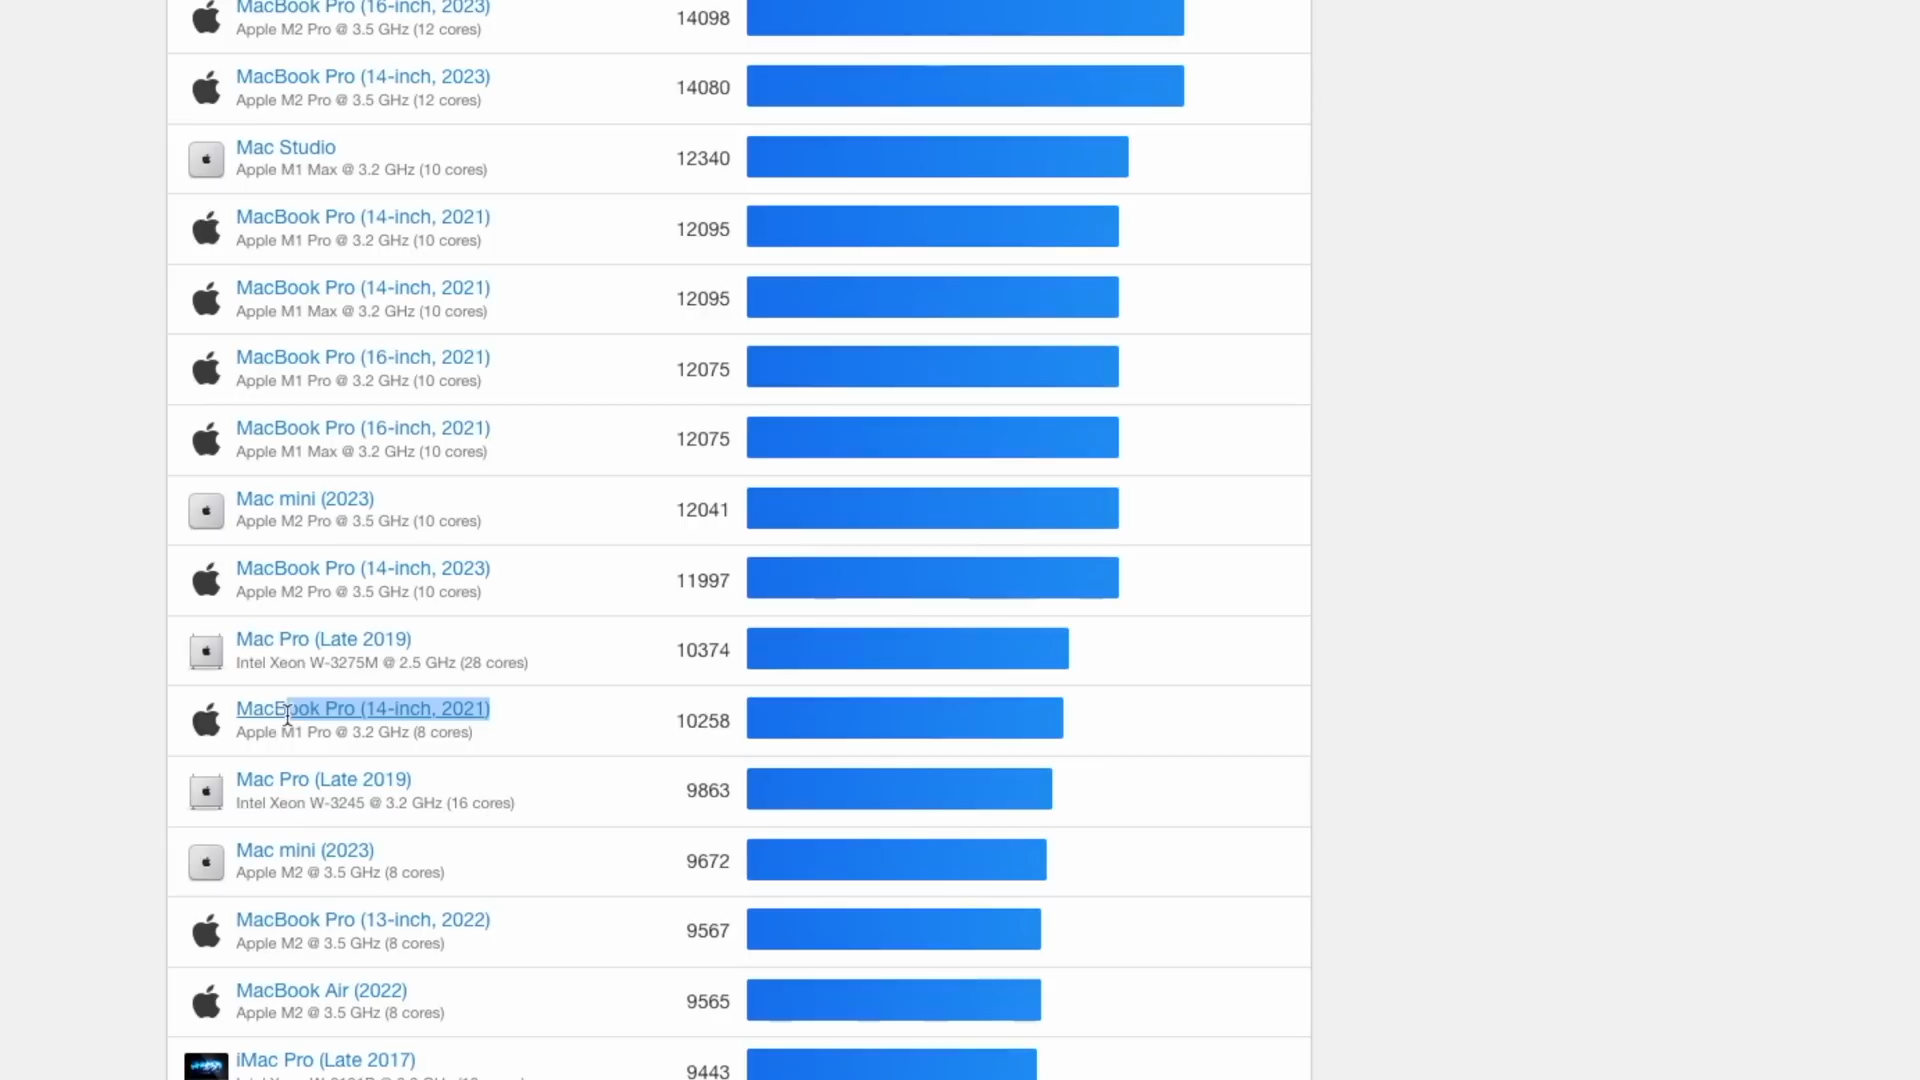 MacBook Pro (16-inch, 2023)
Apple M2 Pro @ 3.5 GHz (12 cores)
14098
MacBook Pro (14-inch, 2023)
Apple M2 Pro @ 3.5 GHz (12 cores)
14080
Mac Studio
Apple M1 Max @ 3.2 GHz (10 cores)
12340
MacBook Pro (14-inch, 2021)
Apple M1 Pro @ 3.2 GHz (10 cores)
12095
MacBook Pro (14-inch, 2021)
Apple M1 Max @ 3.2 GHz (10 cores)
12095
MacBook Pro (16-inch, 2021)
Apple M1 Pro @ 3.2 GHz (10 cores)
12075
MacBook Pro (16-inch, 2021)
Apple M1 Max @ 3.2 GHz (10 cores)
12075
Mac mini (2023)
Apple M2 Pro @ 3.5 GHz (10 cores)
12041
MacBook Pro (14-inch, 2023)
Apple M2 Pro @ 3.5 GHz (10 cores)
11997
Mac Pro (Late 2019)
Intel Xeon W-3275M @ 2.5 GHz (28 cores)
10374
MacBook Pro (14-inch, 2021)
Apple M1 Pro @ 3.2 GHz (8 cores)
10258
Mac Pro (Late 2019)
Intel Xeon W-3245 @ 3.2 GHz (16 cores)
9863
Mac mini (2023)
Apple M2 @ 3.5 GHz (8 cores)
9672
MacBook Pro (13-inch, 2022)
Apple M2 @ 3.5 GHz (8 cores)
9567
MacBook Air (2022)
Apple M2 @ 3.5 GHz (8 cores)
9565
iMac Pro (Late 2017)
9443